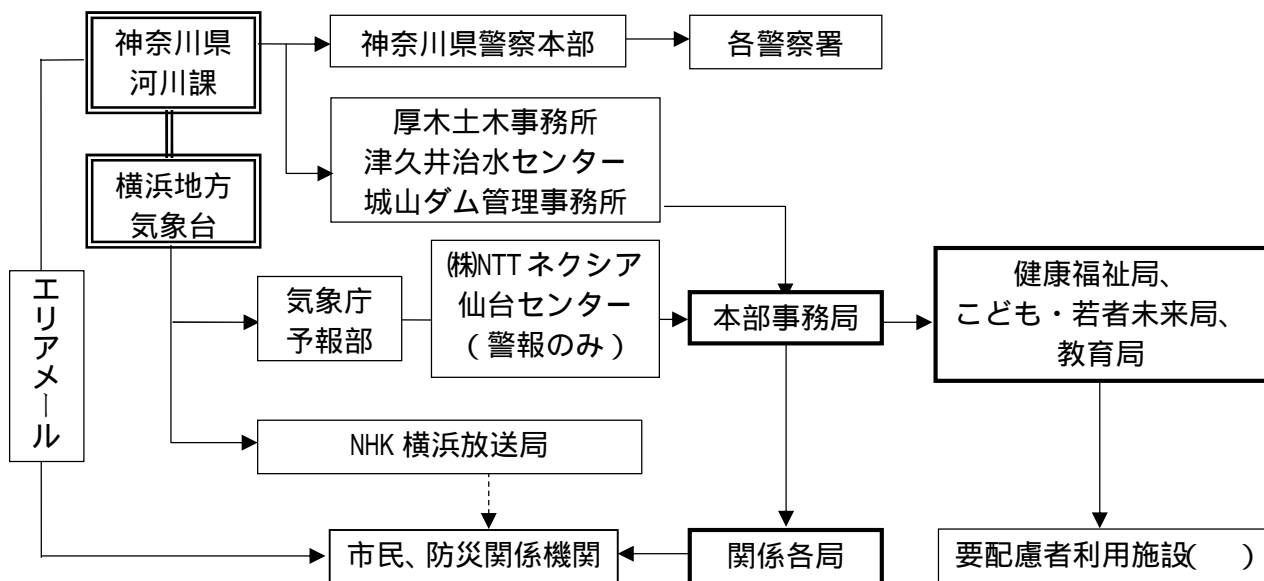 神奈川県
河川課
神奈川県警察本部
各警察署
厚木土木事務所
津久井治水センター
城山ダム管理事務所
横浜地方
気象台
エリアメール
気象庁
予報部
㈱NTTネクシア
仙台センター
(警報のみ)
本部事務局
健康福祉局、
こども・若者未来局、
教育局
NHK横浜放送局
市民、防災関係機関
関係各局
要配慮者利用施設(　)